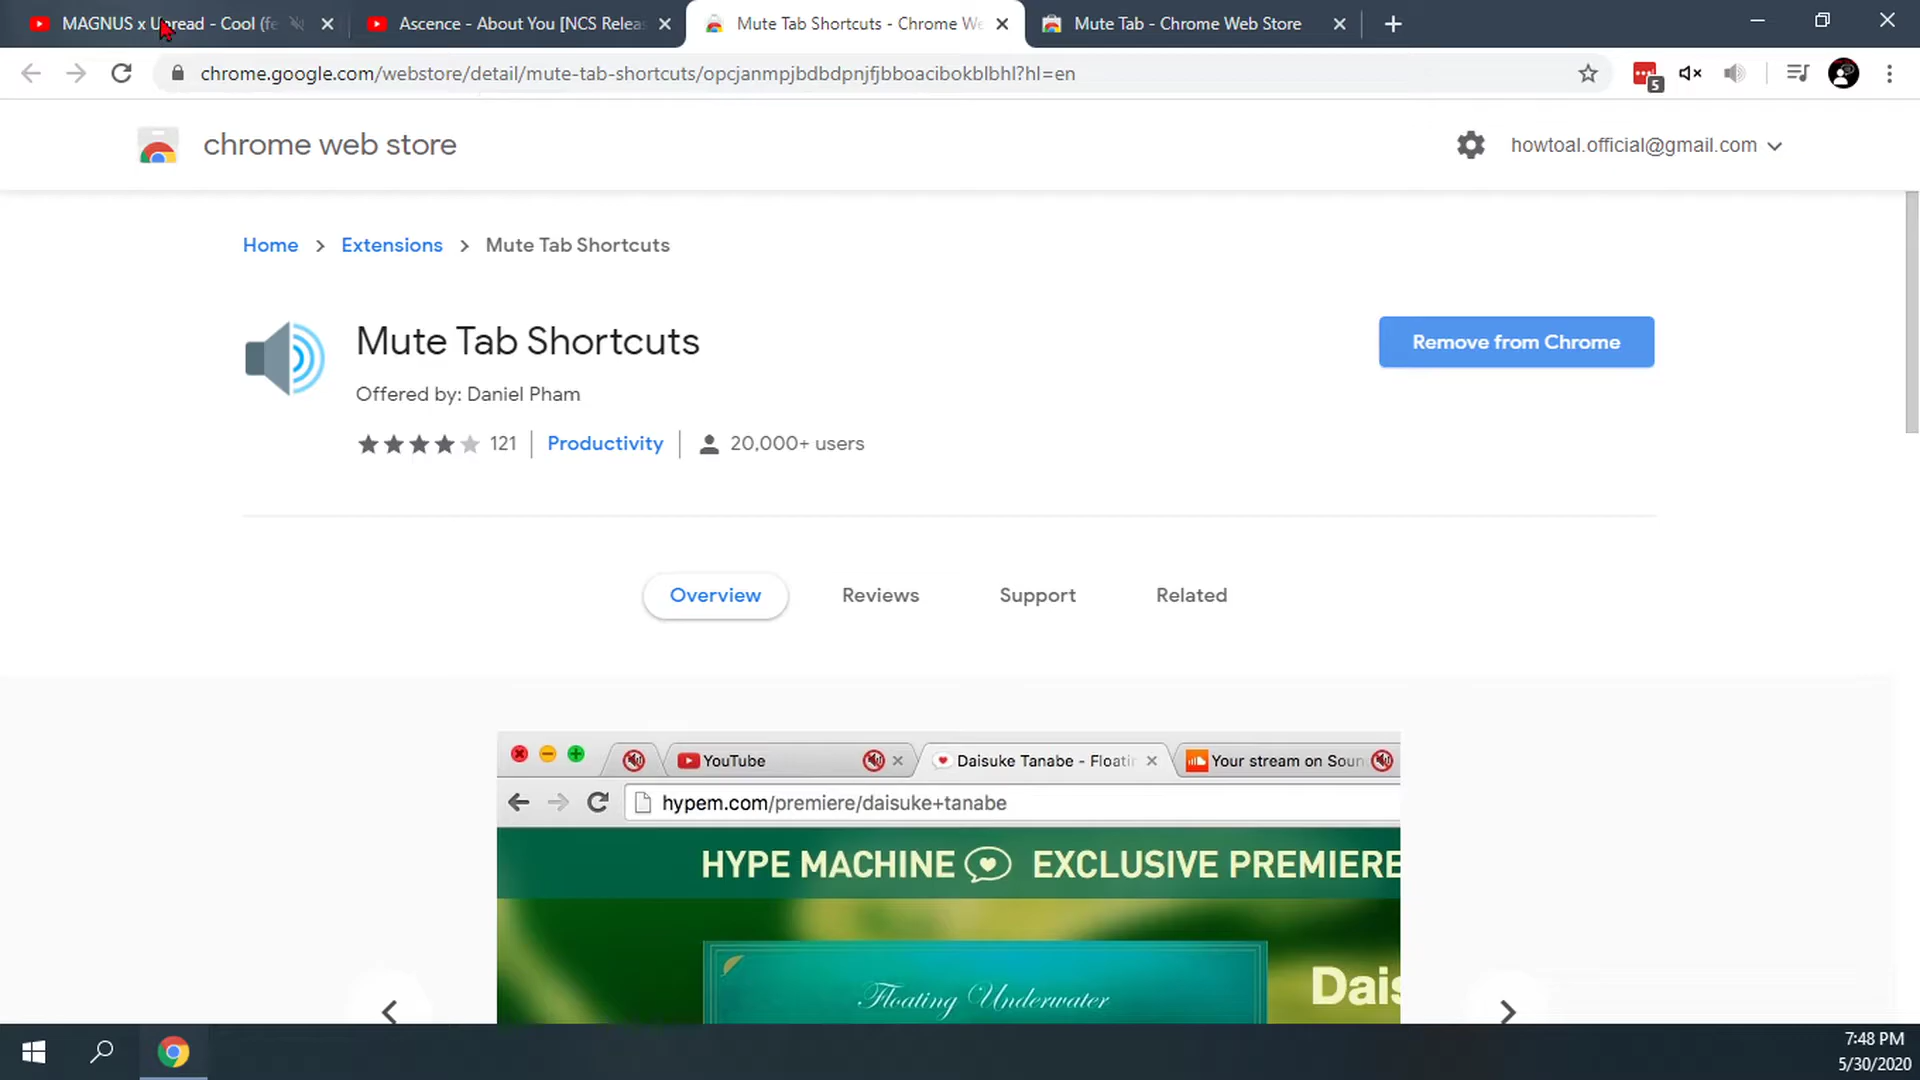 MAGNUS x Unread - Cool (fe
Ascence - About You [NCS Relea
Mute Tab Shortcuts - Chrome We
Mute Tab - Chrome Web Store
chrome.google.com/webstore/detail/mute-tab-shortcuts/opcjanmpjbdbdpnjfjbboacibokblbhl?hl=en
5
chrome web store
howtoal.official@gmail.com
Home > Extensions > Mute Tab Shortcuts
Mute Tab Shortcuts
Remove from Chrome
Offered by: Daniel Pham
121 Productivity 20,000+ users
Overview Reviews Support Related
YouTube
Daisuke Tanabe - Floatin
Your stream on Soun
hypem.com/premiere/daisuke+tanabe
HYPE MACHINE EXCLUSIVE PREMIERE
Floating Underwater
Dais
7:48 PM
5/30/2020